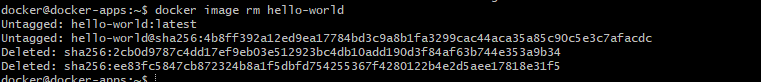 docker@docker-apps:~$ docker image rm hello-world
Untagged: hello-world:latest
Untagged: hello-world@sha256:4b8ff392a12ed9ea17784bd3c9a8b1fa3299cac44aca35a85c90c5e3c7afacdc
Deleted: sha256:2cb0d9787c4dd17ef9eb03e512923bc4db10add190d3f84af63b744e353a9b34
Deleted: sha256:ee83fc5847cb872324b8a1f5dbfd754255367f4280122b4e2d5aee17818e31f5
docker@docker-apps:~$